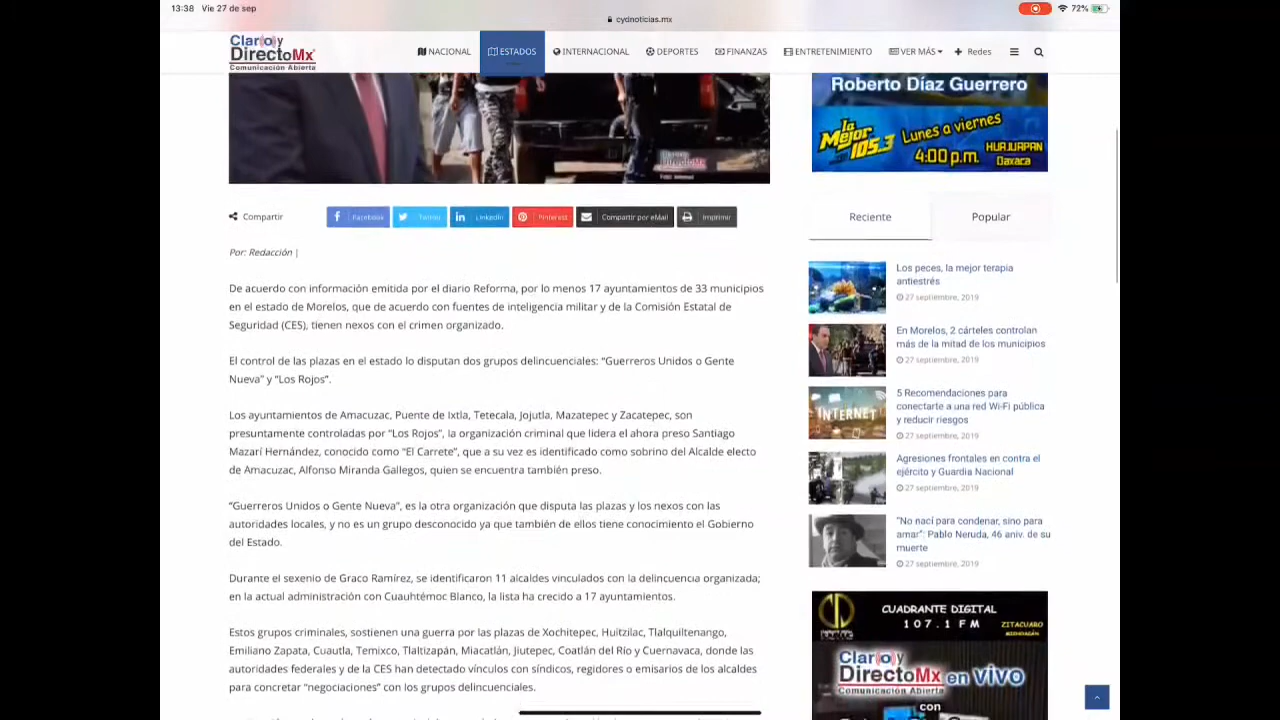 13:38 Vie 27 de sep
72%
cydnoticias.mx
Claro y
DirectoMx
Comunicación Abierta
NACIONAL ESTADOS INTERNACIONAL DEPORTES FINANZAS ENTRETENIMIENTO VER MÁS Redes
Roberto Díaz Guerrero
la Mejor 105.3
Lunes a viernes
4:00 p.m.
HUAJUAPAN
Oaxaca
Compartir
Facebook Twitter LinkedIn Pinterest Compartir por eMail Imprimir
Por: Redacción |
De acuerdo con información emitida por el diario Reforma, por lo menos 17 ayuntamientos de 33 municipios
en el estado de Morelos, que de acuerdo con fuentes de inteligencia militar y de la Comisión Estatal de
Seguridad (CES), tienen nexos con el crimen organizado.
El control de las plazas en el estado lo disputan dos grupos delincuenciales: “Guerreros Unidos o Gente
Nueva” y “Los Rojos”.
Los ayuntamientos de Amacuzac, Puente de Ixtla, Tetecala, Jojutla, Mazatepec y Zacatepec, son
presuntamente controladas por “Los Rojos”, la organización criminal que lidera el ahora preso Santiago
Mazarí Hernández, conocido como “El Carrete”, que a su vez es identificado como sobrino del Alcalde electo
de Amacuzac, Alfonso Miranda Gallegos, quien se encuentra también preso.
“Guerreros Unidos o Gente Nueva”, es la otra organización que disputa las plazas y los nexos con las
autoridades locales, y no es un grupo desconocido ya que también de ellos tiene conocimiento el Gobierno
del Estado.
Durante el sexenio de Graco Ramírez, se identificaron 11 alcaldes vinculados con la delincuencia organizada;
en la actual administración con Cuauhtémoc Blanco, la lista ha crecido a 17 ayuntamientos.
Estos grupos criminales, sostienen una guerra por las plazas de Xochitepec, Huitzilac, Tlalquiltenango,
Emiliano Zapata, Cuautla, Temixco, Tlaltizapán, Miacatlán, Jiutepec, Coatlán del Río y Cuernavaca, donde las
autoridades federales y de la CES han detectado vínculos con síndicos, regidores o emisarios de los alcaldes
para concretar “negociaciones” con los grupos delincuenciales.
Reciente Popular
Los peces, la mejor terapia
antiestrés
27 septiembre, 2019
En Morelos, 2 cárteles controlan
más de la mitad de los municipios
27 septiembre, 2019
INTERNET
5 Recomendaciones para
conectarte a una red Wi-Fi pública
y reducir riesgos
27 septiembre, 2019
Agresiones frontales en contra el
ejército y Guardia Nacional
27 septiembre, 2019
“No nací para condenar, sino para
amar”: Pablo Neruda, 46 aniv. de su
muerte
27 septiembre, 2019
CUADRANTE DIGITAL
107.1 FM
ZITACUARO
MICHOACÁN
Claro y
DirectoMx en vivo
Comunicación Abierta
con